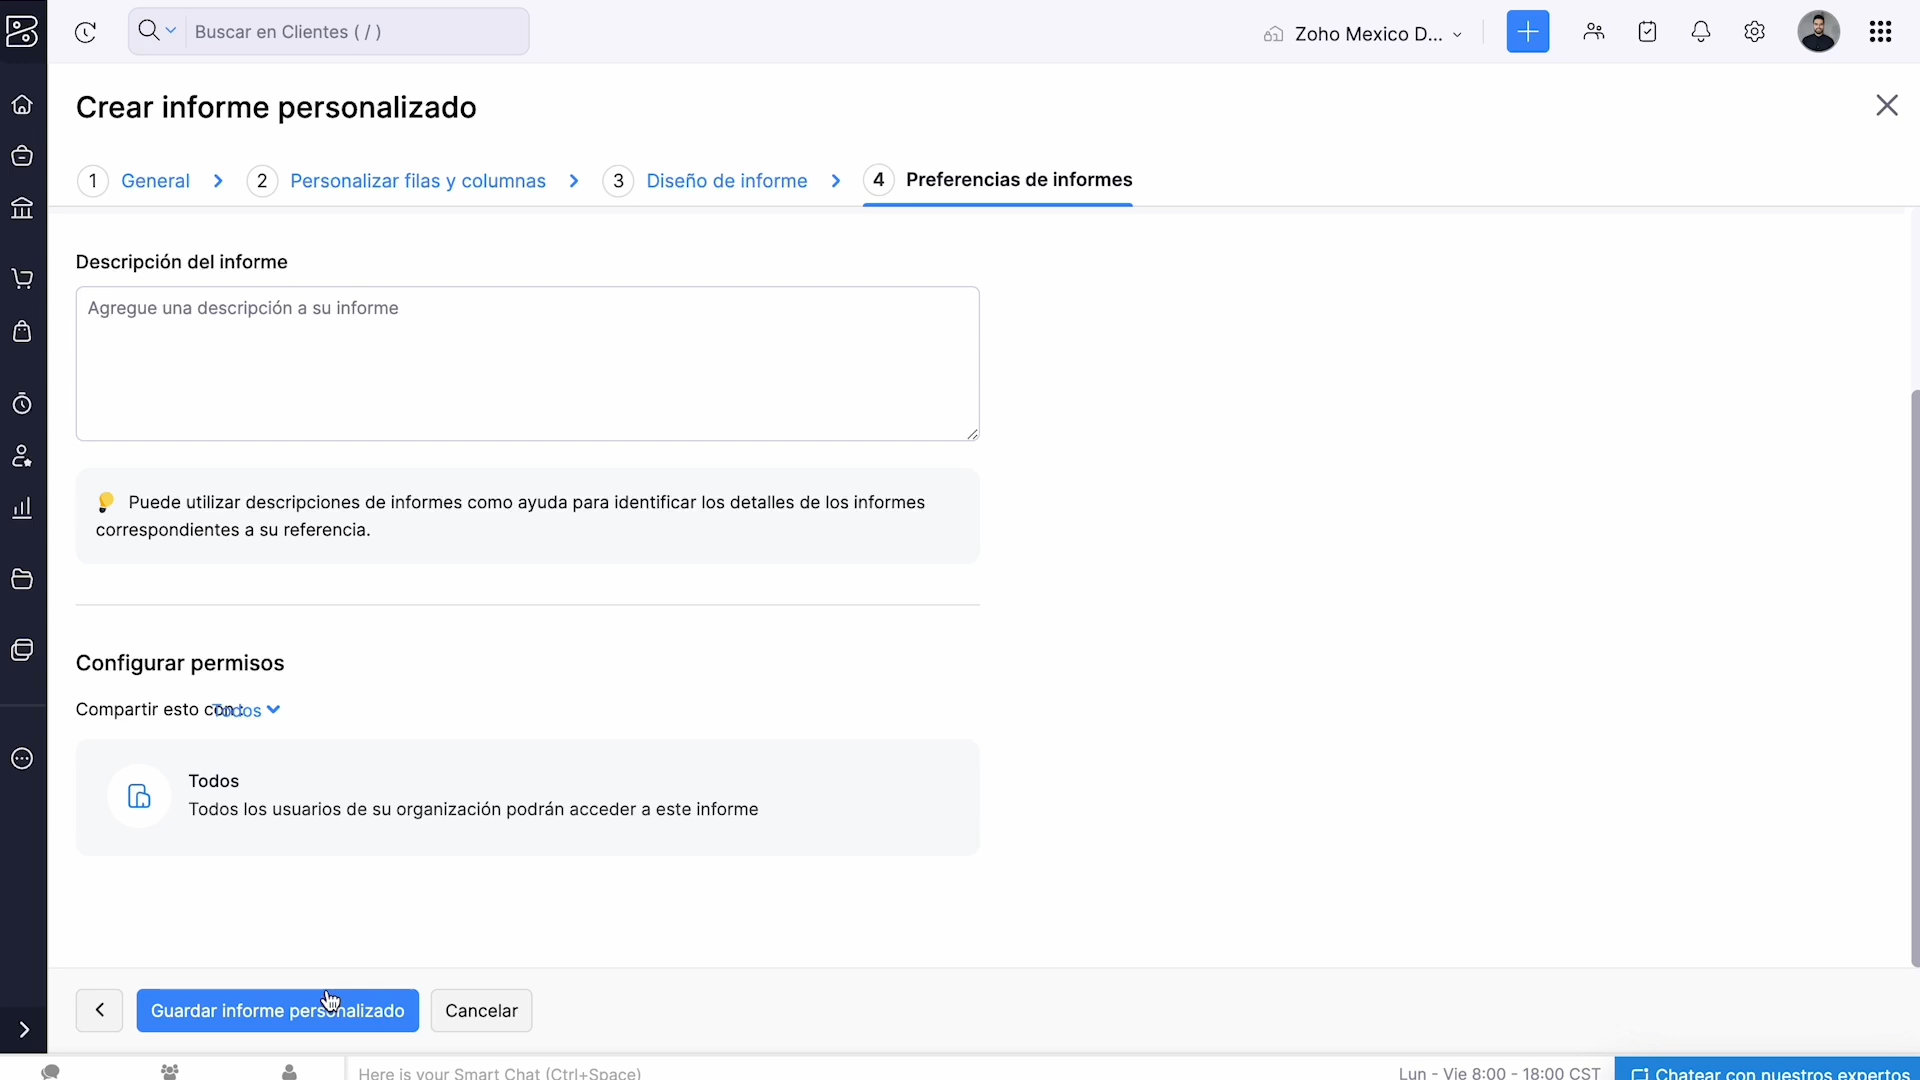 Buscar en Clientes ( / )
Zoho Mexico D...
Crear informe personalizado
1 General
2 Personalizar filas y columnas
3 Diseño de informe
4 Preferencias de informes
Descripción del informe
Agregue una descripción a su informe
Puede utilizar descripciones de informes como ayuda para identificar los detalles de los informes
correspondientes a su referencia.
Configurar permisos
Compartir esto con: Todos
Todos
Todos los usuarios de su organización podrán acceder a este informe
Guardar informe personalizado
Cancelar
Here is your Smart Chat (Ctrl+Space)
Lun - Vie 8:00 - 18:00 CST
Chatear con nuestros expertos